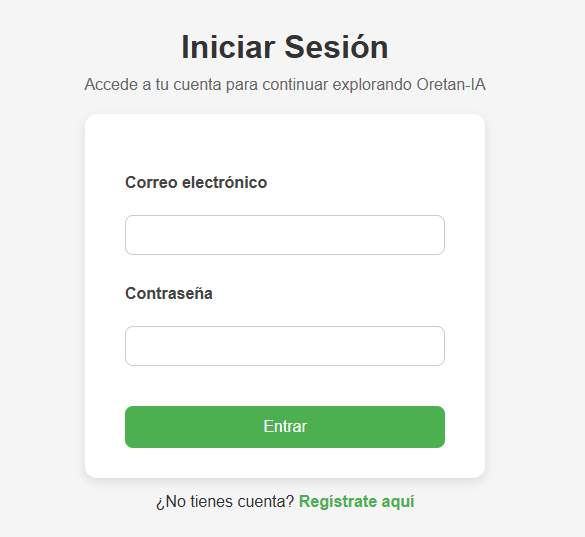 Iniciar Sesión
Accede a tu cuenta para continuar explorando Oretan-IA
Correo electrónico
Contraseña
Entrar
¿No tienes cuenta? Regístrate aquí